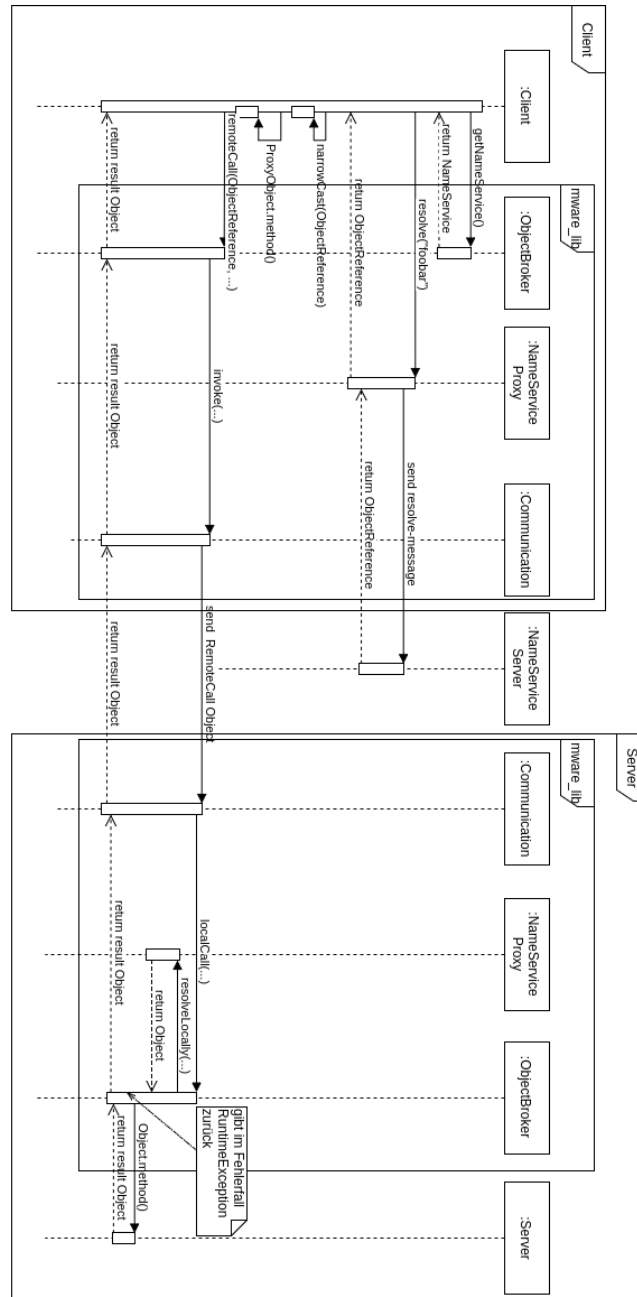 Client
:Client
mware_lib
:ObjectBroker
:NameService
Proxy
:Communication
:NameService
Server
Server
mware_lib
:Communication
:NameService
Proxy
:ObjectBroker
:Server
getNameService()
return NameService
resolve("foobar")
send resolve-message
return ObjectReference
return ObjectReference
narrowCast(ObjectReference)
ProxyObject.method()
remoteCall(ObjectReference, ...)
invoke(...)
send RemoteCall Object
localCall(...)
resolveLocally(...)
return Object
gibt im Fehlerfall
RuntimeException
zurück
Object.method()
return result Object
return result Object
return result Object
return result Object
return result Object